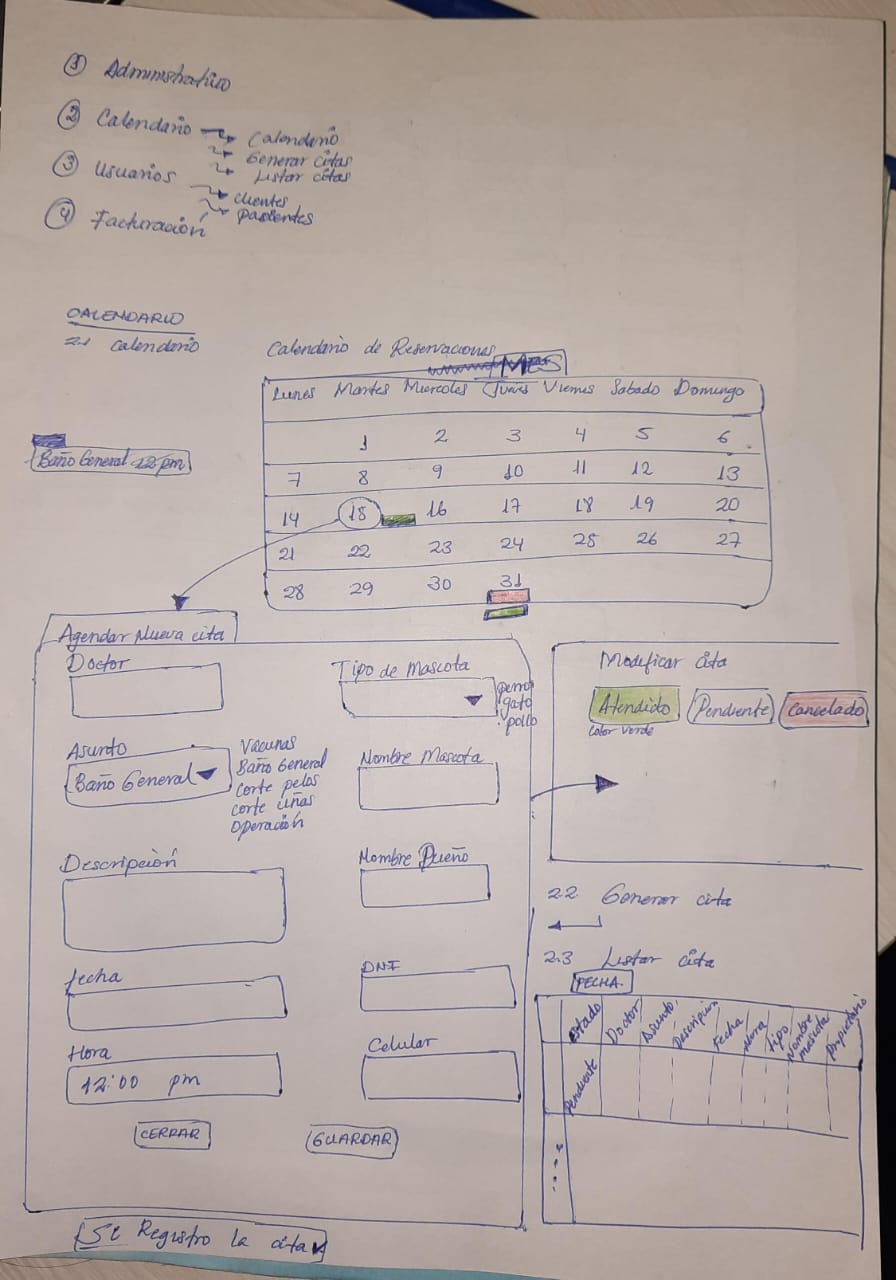 ① Administrativo
② Calendario
Calendario
Generar citas
Listar citas
③ Usuarios
clientes
pacientes
④ Facturación
CALENDARIO
2.1 Calendario
Calendario de Reservaciones
MES
Lunes Martes Miercoles Jueves Viernes Sabado Domingo
1 2 3 4 5 6
7 8 9 10 11 12 13
14 15 16 17 18 19 20
21 22 23 24 25 26 27
28 29 30 31
Baño General 12 pm
Agendar Nueva cita
Doctor
Tipo de Mascota
perro
gato
pollo
Asunto
Baño General
Vacunas
Baño General
corte pelos
corte uñas
operación
Nombre Mascota
Descripción
Nombre Dueño
fecha
DNI
Hora
12:00 pm
Celular
CERRAR
GUARDAR
Se Registro la cita
Modificar cita
Atendido
Pendiente
Cancelado
Color verde
2.2 Generar cita
2.3 Listar cita
FECHA.
Estado Doctor Asunto Descripcion Fecha Hora tipo Nombre mascota Propietario
Pendiente